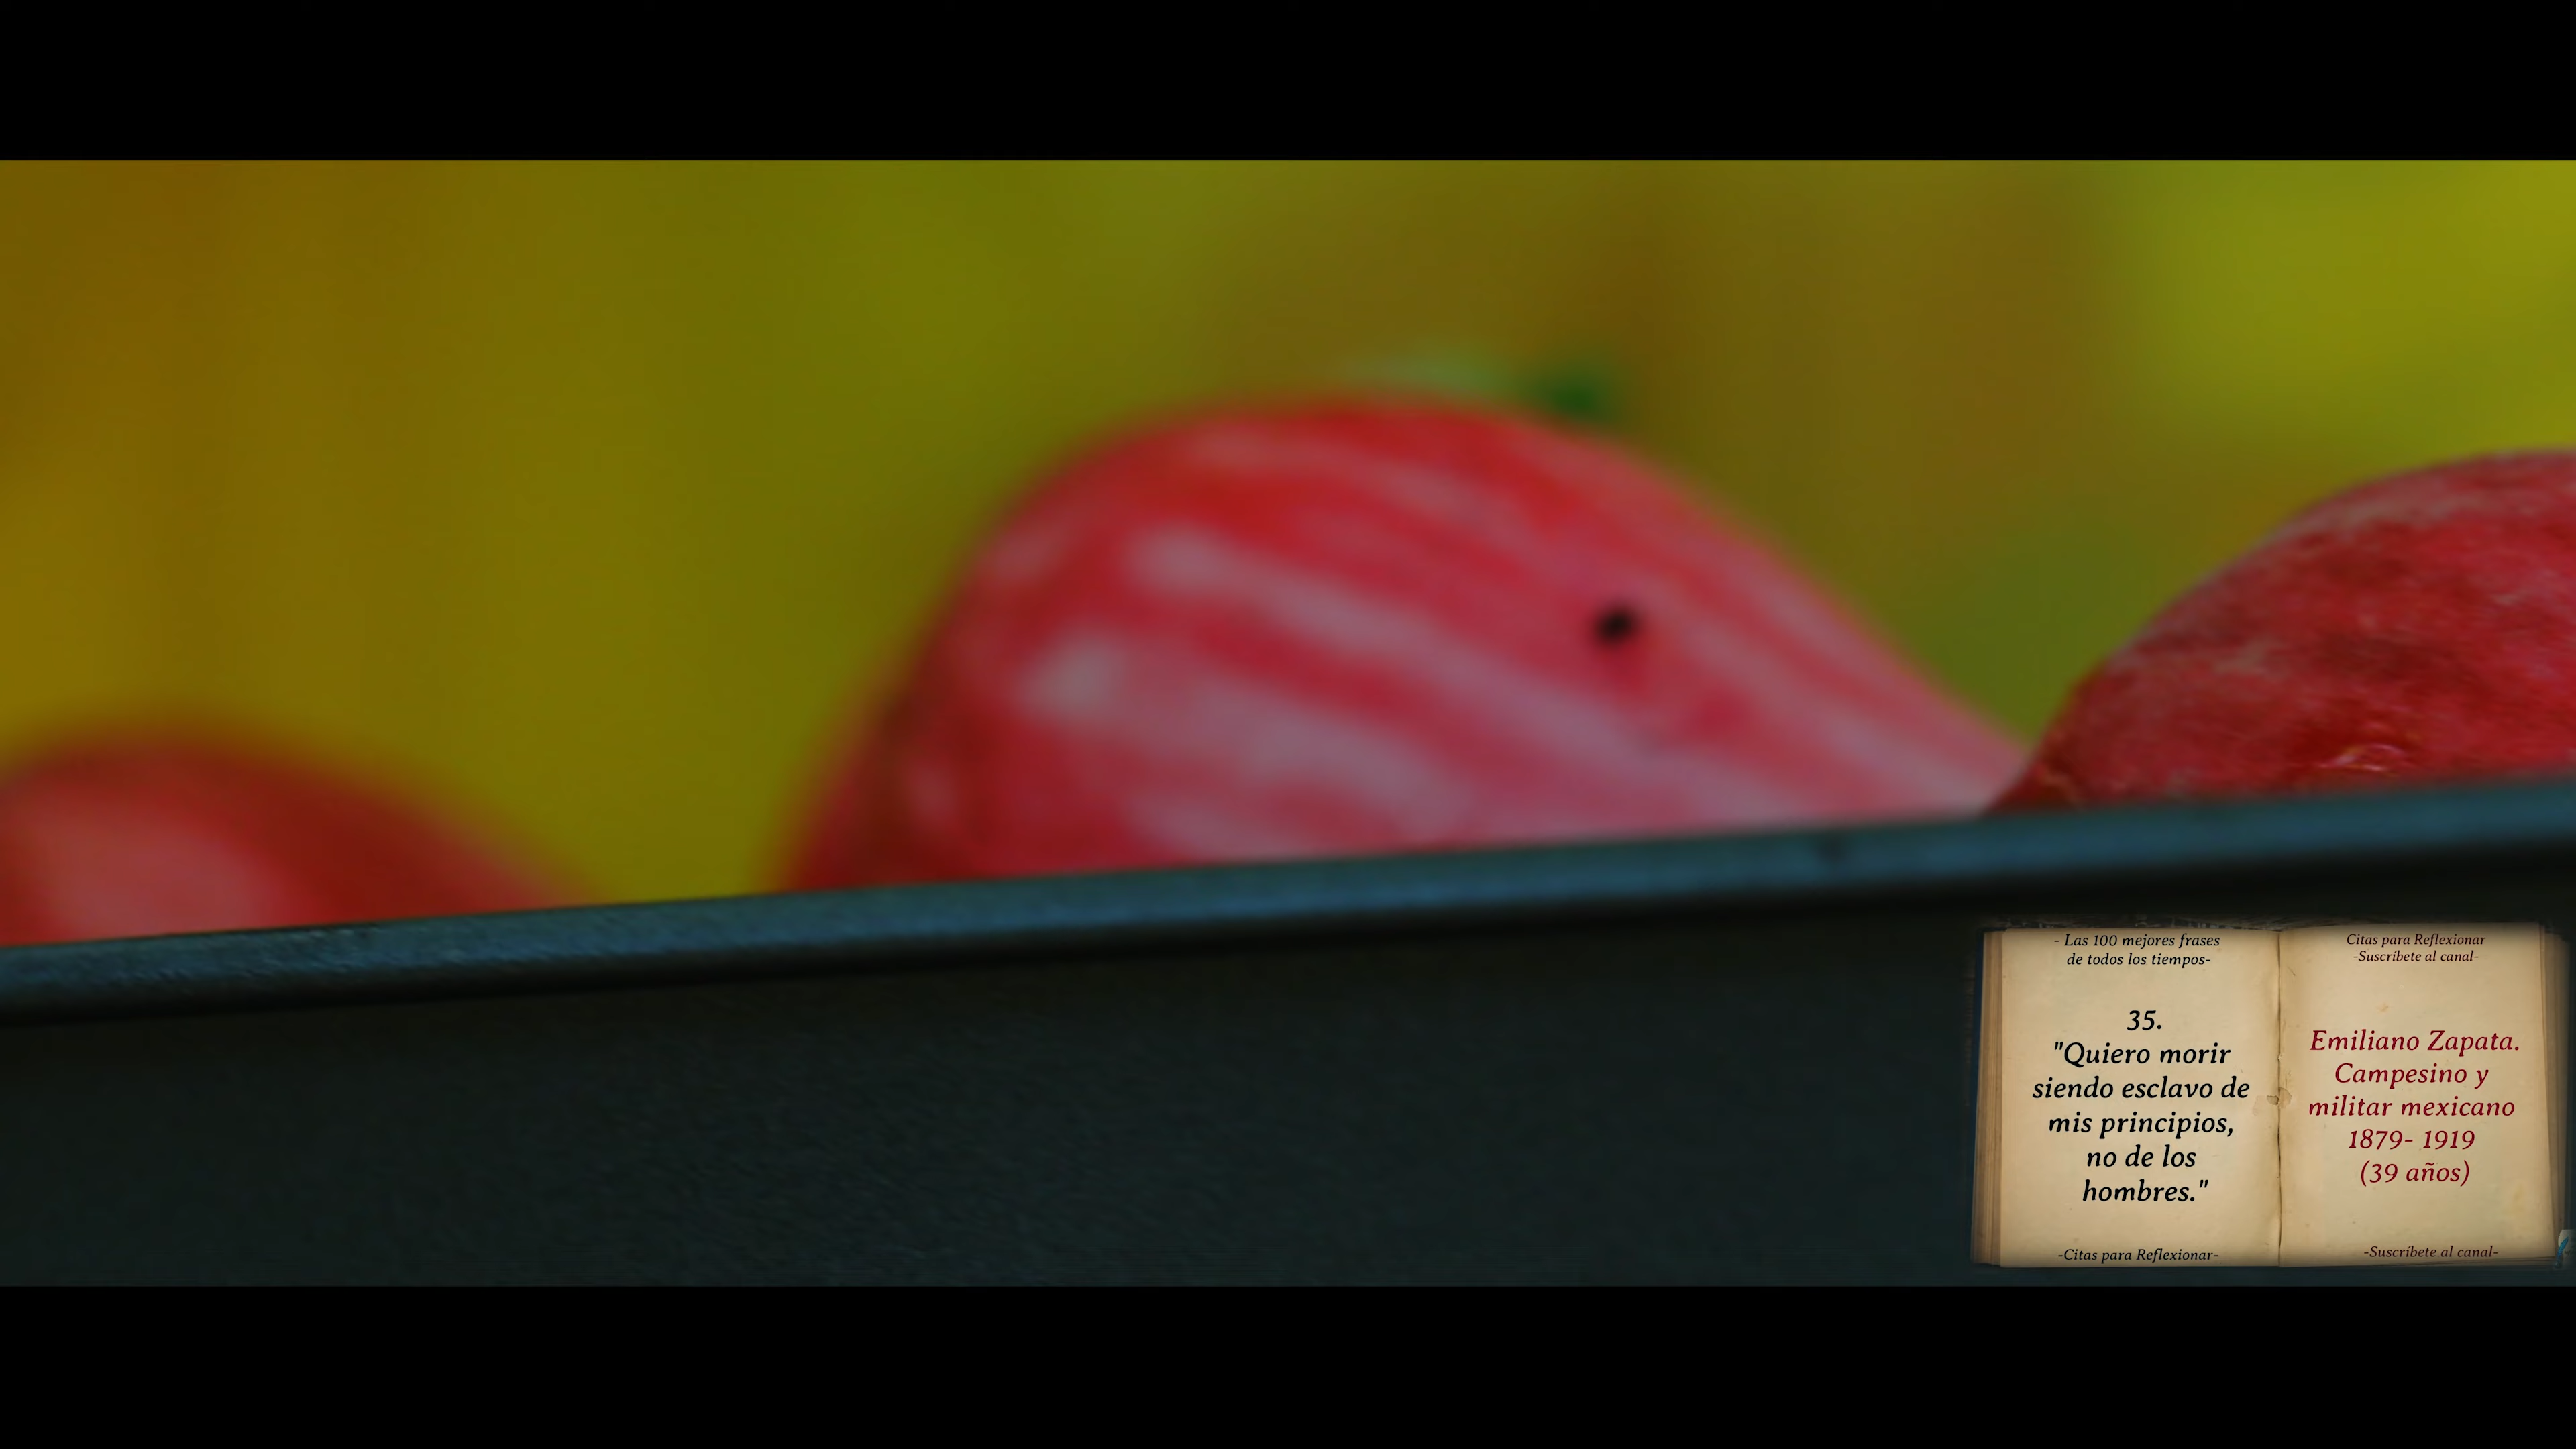 - Las 100 mejores frases
de todos los tiempos-
35.
"Quiero morir
siendo esclavo de
mis principios,
no de los
hombres."
-Citas para Reflexionar-
Citas para Reflexionar
-Suscríbete al canal-
Emiliano Zapata.
Campesino y
militar mexicano
1879- 1919
(39 años)
-Suscríbete al canal-